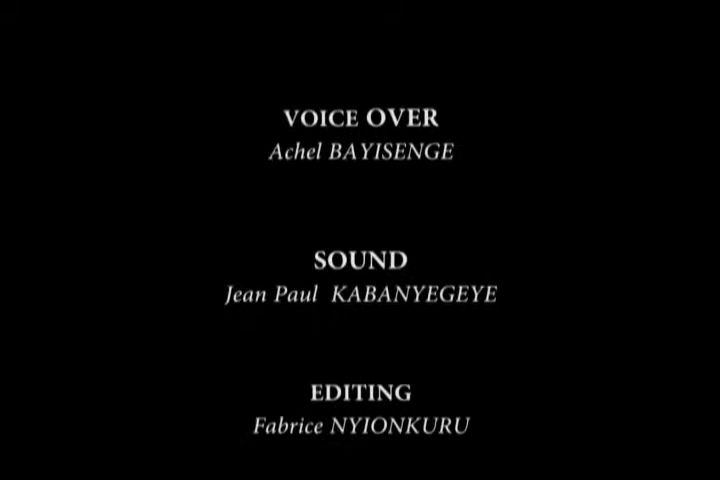 VOICE OVER
Achel BAYISENGE
SOUND
Jean Paul KABANYEGEYE
EDITING
Fabrice NYIONKURU